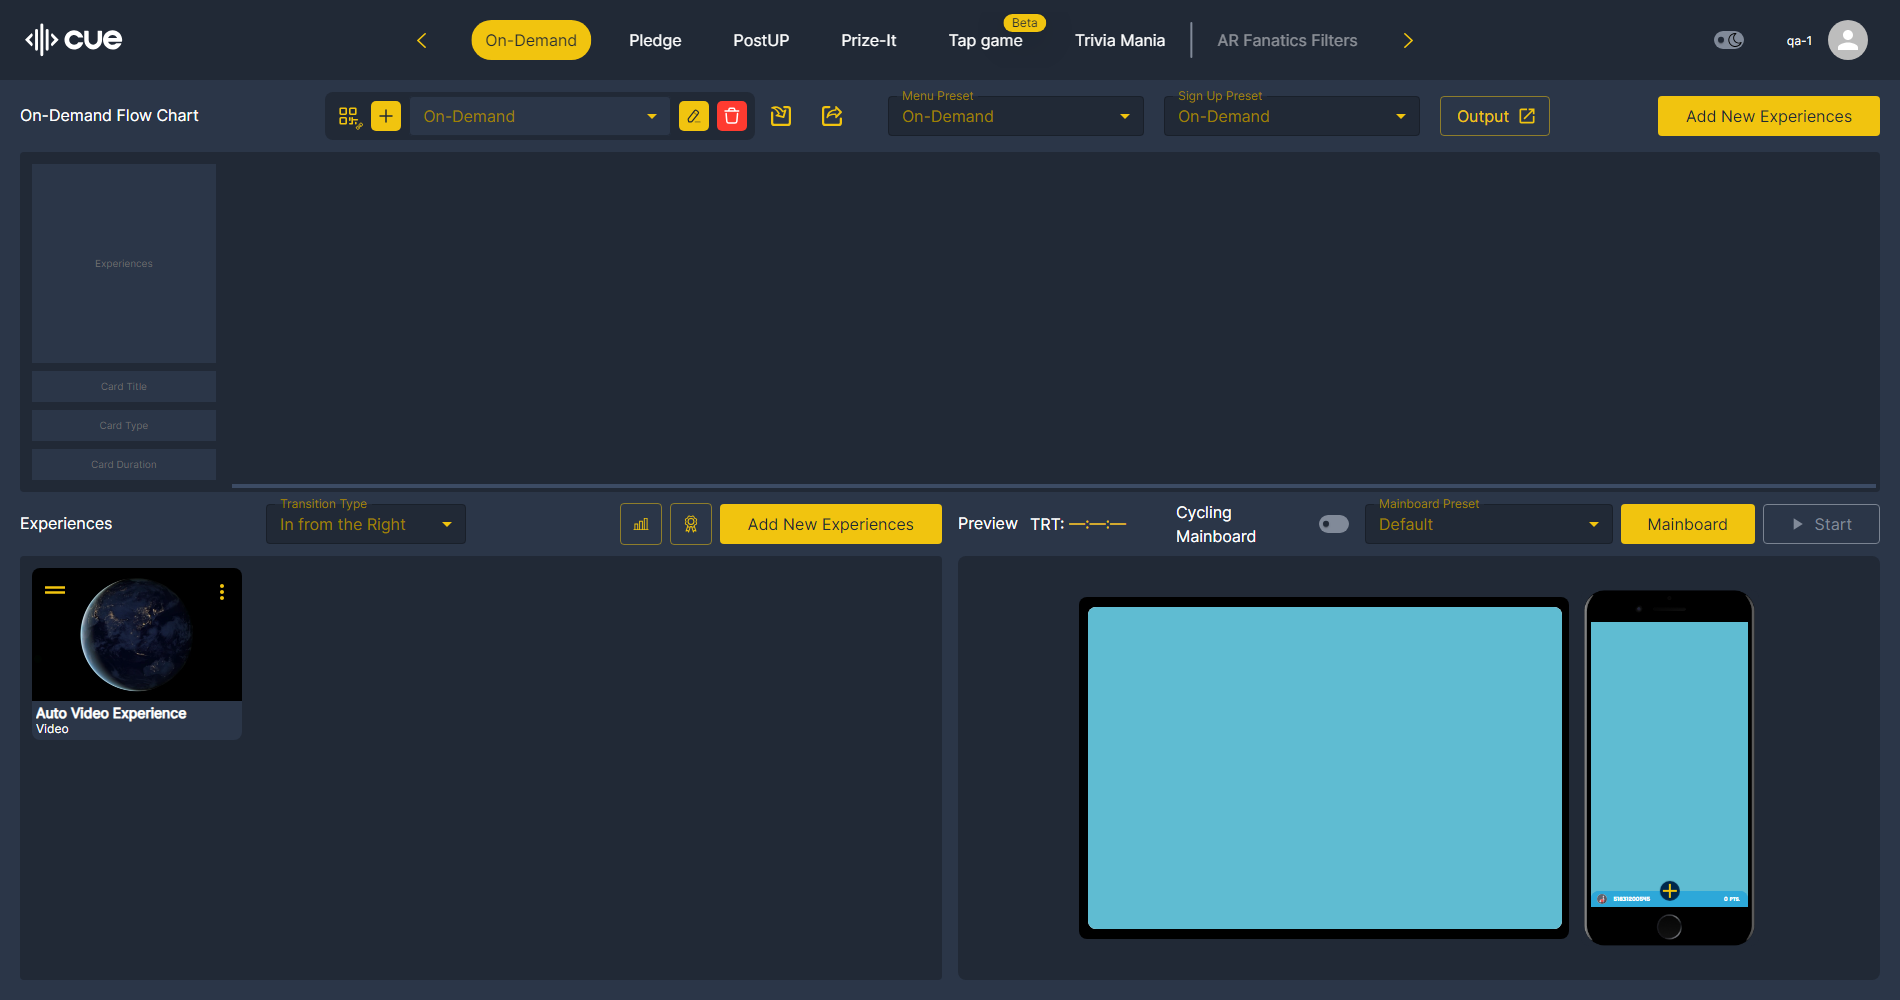 cue
On-Demand
Pledge
PostUP
Prize-It
Tap game
Beta
Trivia Mania
AR Fanatics Filters
qa-1
On-Demand Flow Chart
On-Demand
Menu Preset
On-Demand
Sign Up Preset
On-Demand
Output
Add New Experiences
Experiences
Card Title
Card Type
Card Duration
Experiences
Transition Type
In from the Right
Add New Experiences
Preview
TRT: —:—:—
Cycling
Mainboard
Mainboard Preset
Default
Mainboard
Start
Auto Video Experience
Video
0 PTS.